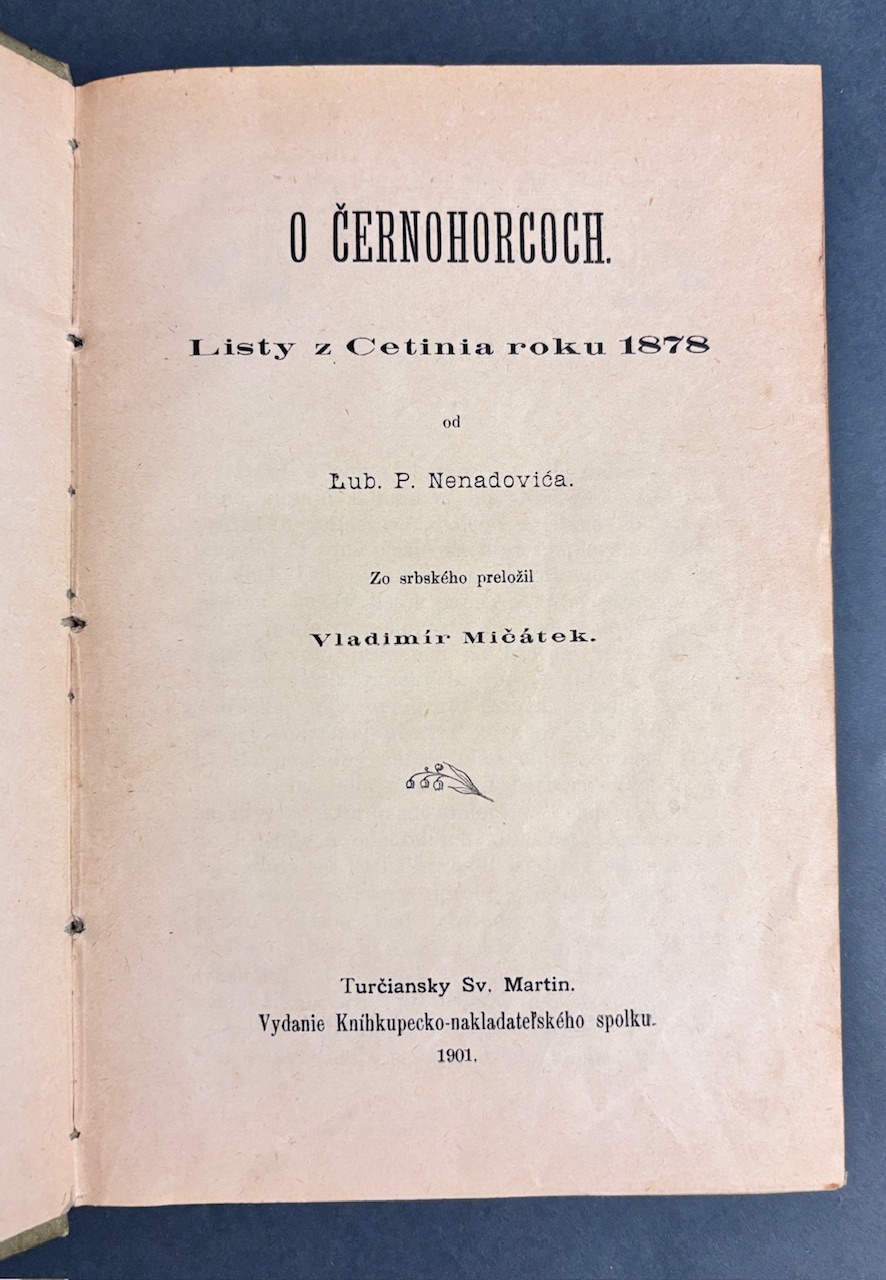 O ČERNOHORCOCH.
Listy z Cetinia roku 1878
od
Ľub. P. Nenadovića.
Zo srbského preložil
Vladimír Mičátek.
Turčiansky Sv. Martin.
Vydanie Kníhkupecko-nakladateľského spolku.
1901.